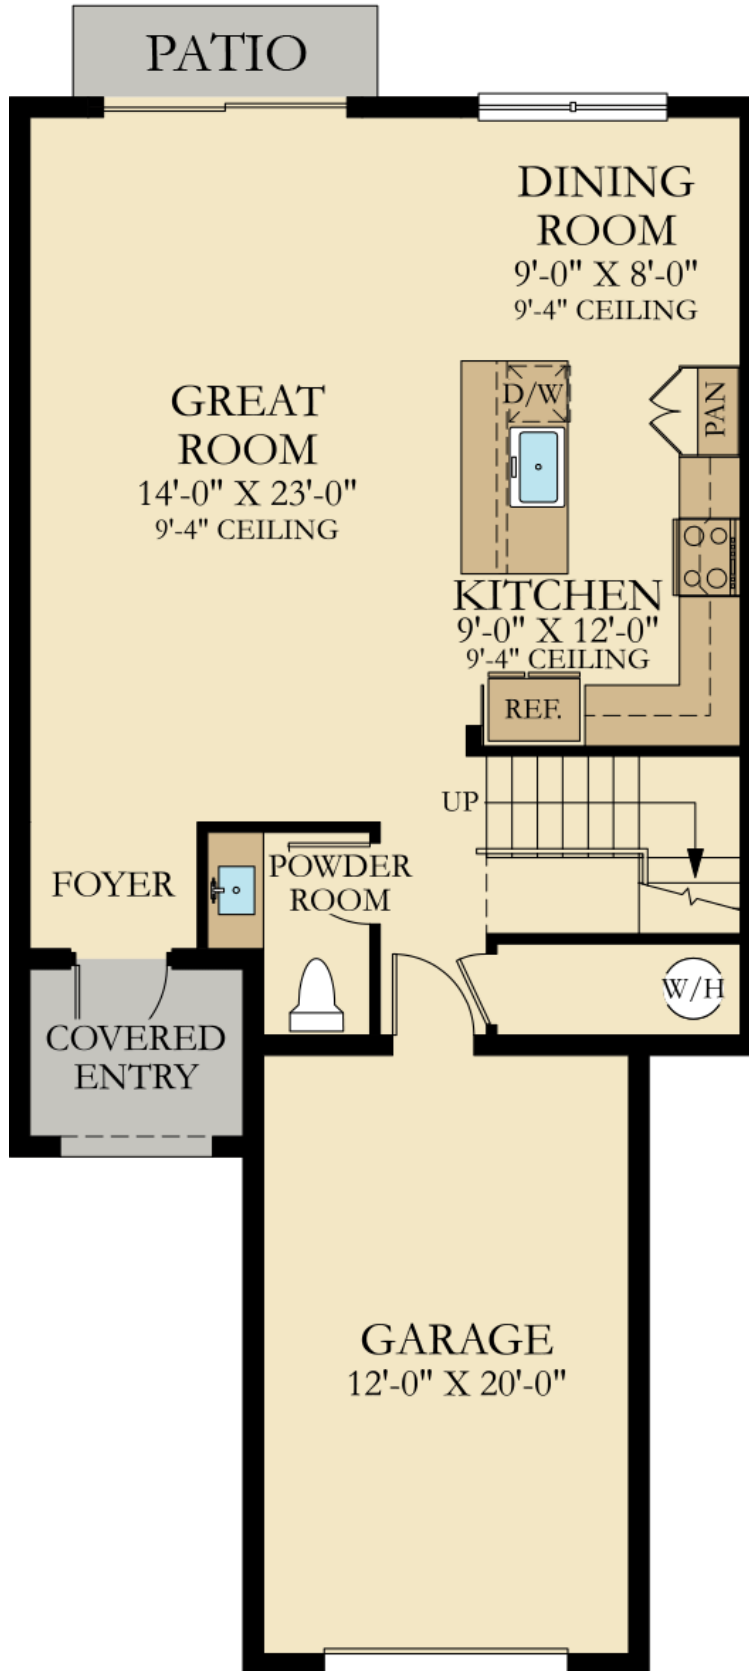 PATIO
DINING
ROOM
9'-0" X 8'-0"
9'-4" CEILING
GREAT
ROOM
14'-0" X 23'-0"
9'-4" CEILING
D/W
PAN
KITCHEN
9'-0" X 12'-0"
9'-4" CEILING
REF.
UP
FOYER
POWDER
ROOM
W/H
COVERED
ENTRY
GARAGE
12'-0" X 20'-0"